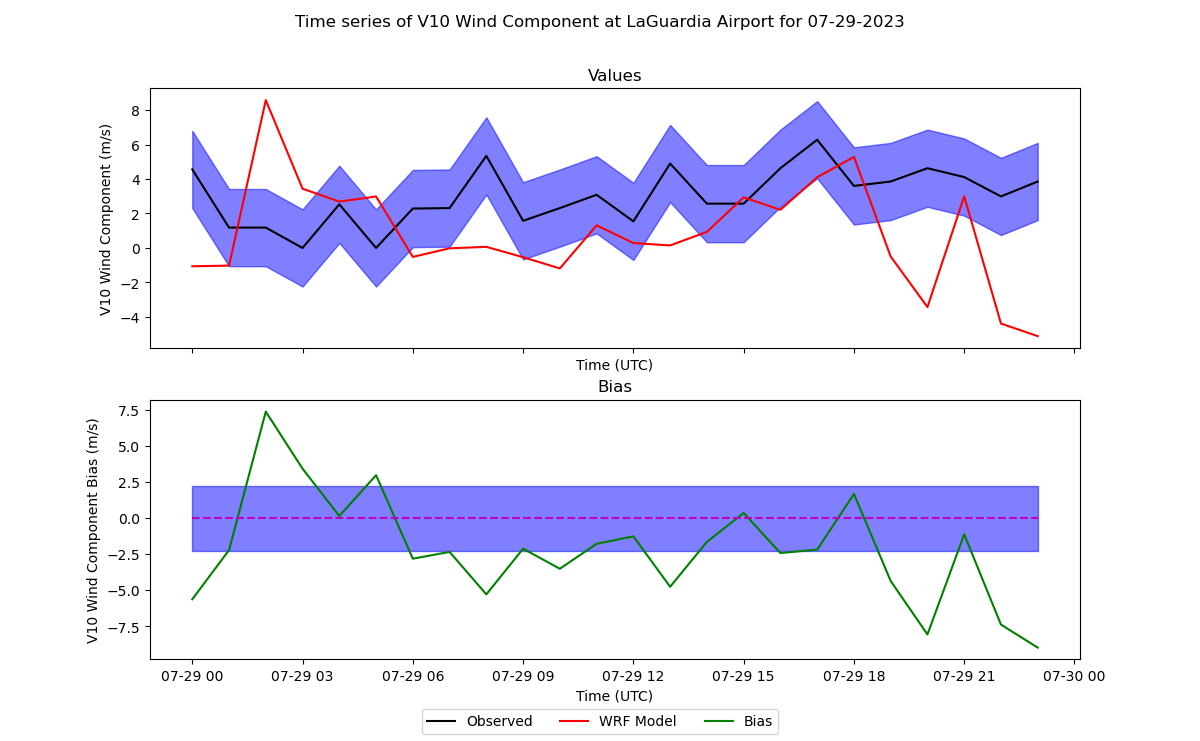 Time series of V10 Wind Component at LaGuardia Airport for 07-29-2023
Values
V10 Wind Component (m/s)
8
6
4
2
0
−2
−4
Time (UTC)
Bias
V10 Wind Component Bias (m/s)
7.5
5.0
2.5
0.0
−2.5
−5.0
−7.5
07-29 00 07-29 03 07-29 06 07-29 09 07-29 12 07-29 15 07-29 18 07-29 21 07-30 00
Time (UTC)
Observed WRF Model Bias